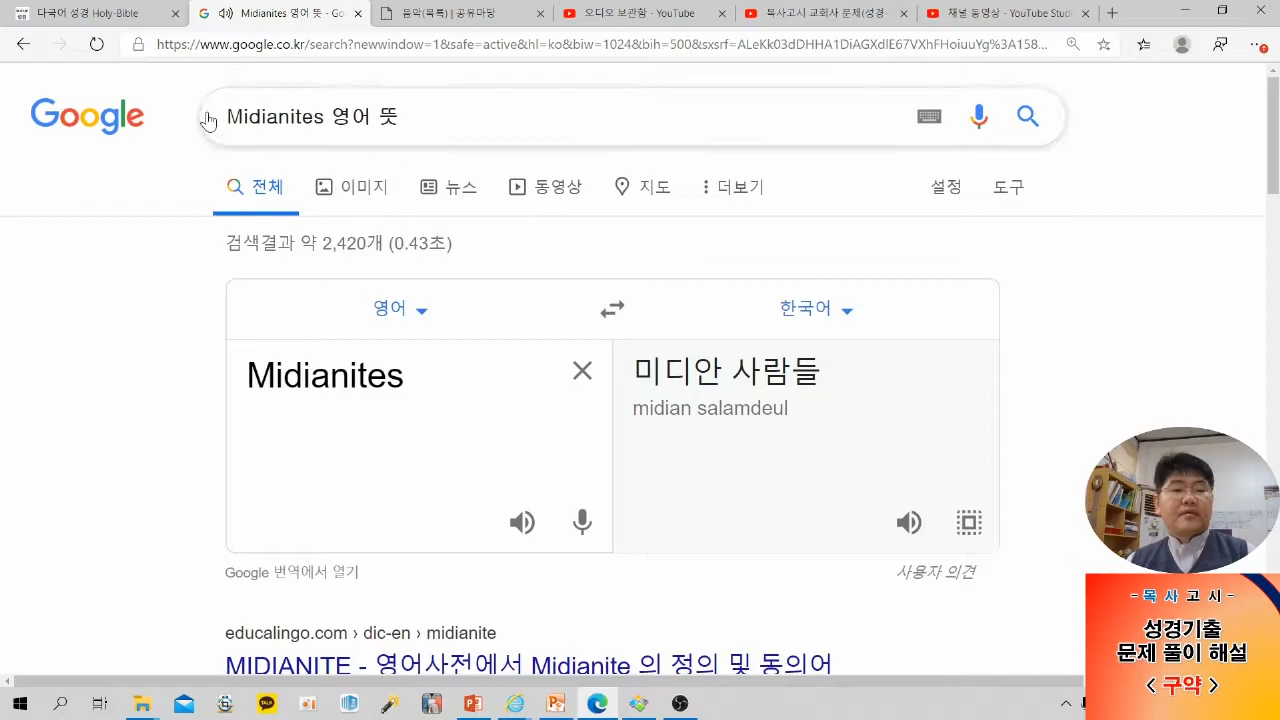 다국어 성경 Holy-Bible
Midianites 영어 뜻 - Go
음악(목록) | 공유마당
오디오 보관함 - YouTube
목사고시 교회사 문제(성경-
채널 동영상 - YouTube Studi
https://www.google.co.kr/search?newwindow=1&safe=active&hl=ko&biw=1024&bih=500&sxsrf=ALeKk03dDHHA1DiAGXdlE67VXhFHoiuuYg%3A158...
Google
Midianites 영어 뜻
전체
이미지
뉴스
동영상
지도
더보기
설정
도구
검색결과 약 2,420개 (0.43초)
영어
한국어
Midianites
미디안 사람들
midian salamdeul
Google 번역에서 열기
사용자 의견
educalingo.com › dic-en › midianite
MIDIANITE - 영어사전에서 Midianite 의 정의 및 동의어
- 목 사 고 시 -
성경기출
문제 풀이 해설
< 구약 >
TALK